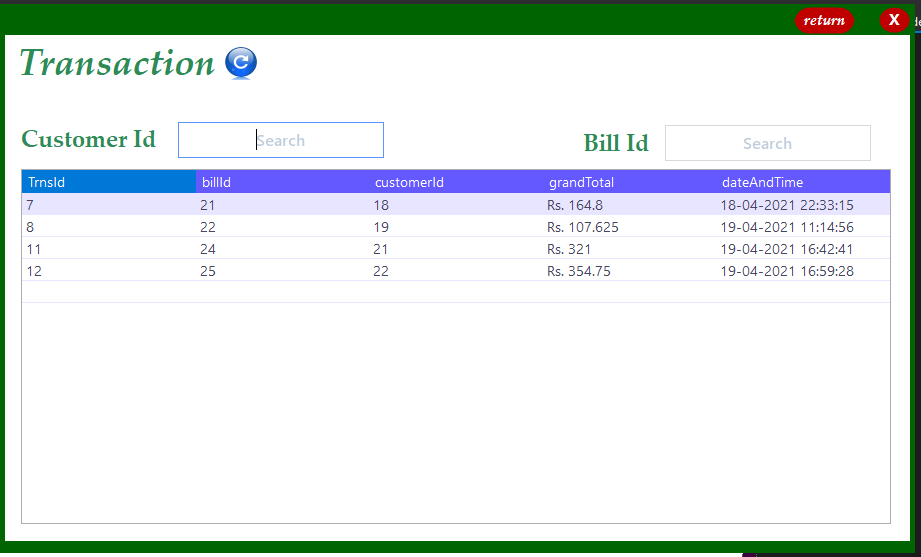 return X
Transaction
Customer Id Search Bill Id Search
TrnsId billId customerId grandTotal dateAndTime
7 21 18 Rs. 164.8 18-04-2021 22:33:15
8 22 19 Rs. 107.625 19-04-2021 11:14:56
11 24 21 Rs. 321 19-04-2021 16:42:41
12 25 22 Rs. 354.75 19-04-2021 16:59:28